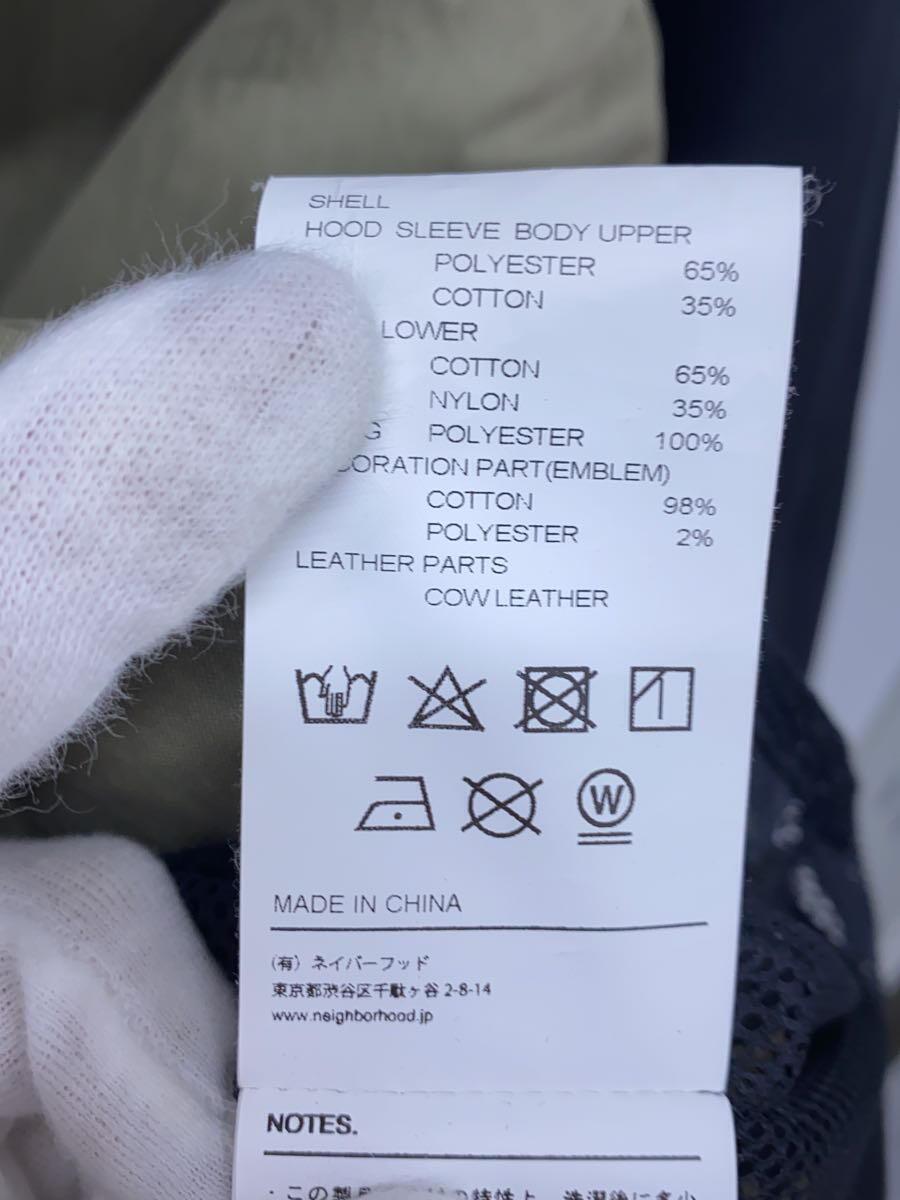 SHELL
HOOD SLEEVE BODY UPPER
POLYESTER 65%
COTTON 35%
LOWER
COTTON 65%
NYLON 35%
POLYESTER 100%
PART(EMBLEM)
COTTON 98%
POLYESTER 2%
LEATHER PARTS
COW LEATHER
W
MADE IN CHINA
(有) ネイバーフッド
東京都渋谷区千駄ヶ谷 2-8-14
www.neighborhood.jp
NOTES.